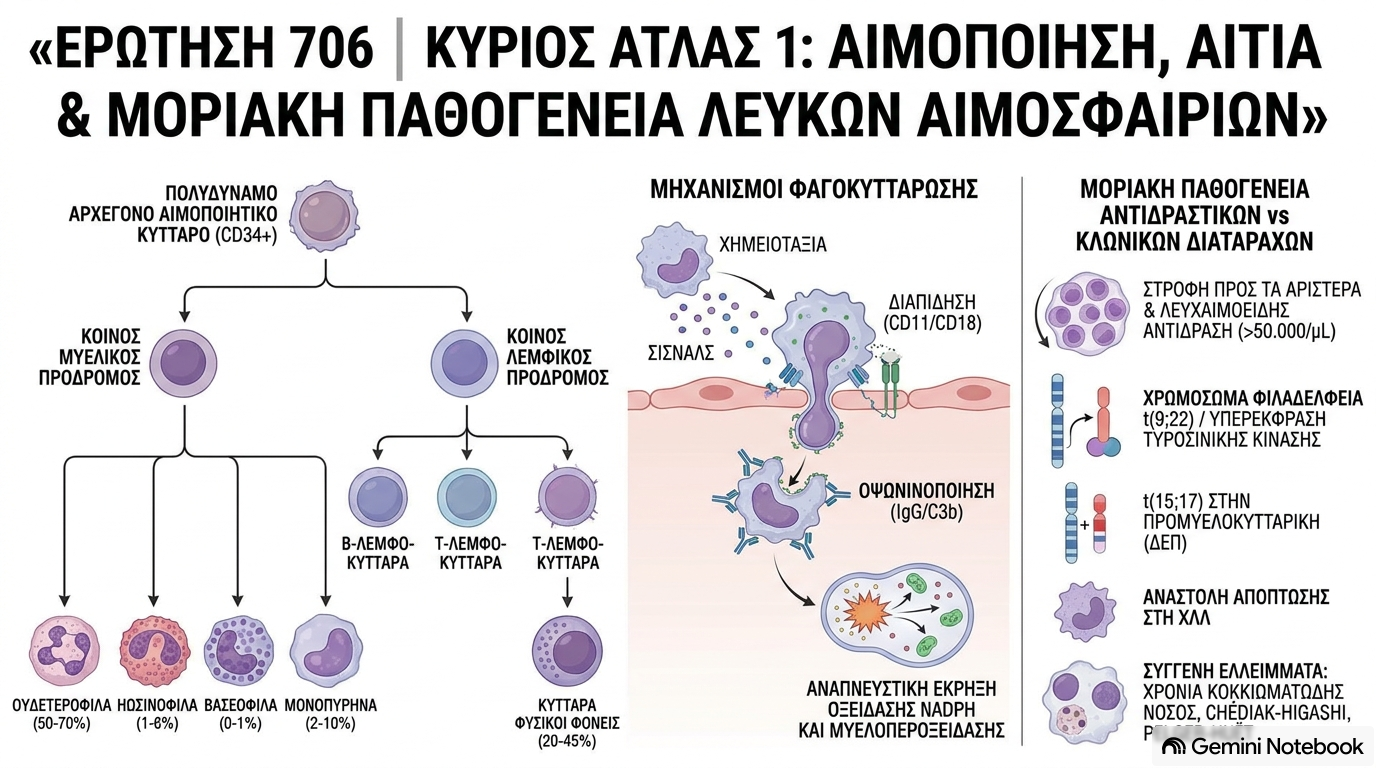 «ΕΡΩΤΗΣΗ 706 | ΚΥΡΙΟΣ ΑΤΛΑΣ 1: ΑΙΜΟΠΟΙΗΣΗ, ΑΙΤΙΑ
& ΜΟΡΙΑΚΗ ΠΑΘΟΓΕΝΕΙΑ ΛΕΥΚΩΝ ΑΙΜΟΣΦΑΙΡΙΩΝ»
ΠΟΛΥΔΥΝΑΜΟ
ΑΡΧΕΓΟΝΟ ΑΙΜΟΠΟΙΗΤΙΚΟ
ΚΥΤΤΑΡΟ (CD34+)
ΚΟΙΝΟΣ
ΜΥΕΛΙΚΟΣ
ΠΡΟΔΡΟΜΟΣ
ΚΟΙΝΟΣ
ΛΕΜΦΙΚΟΣ
ΠΡΟΔΡΟΜΟΣ
Β-ΛΕΜΦΟ-
ΚΥΤΤΑΡΑ
Τ-ΛΕΜΦΟ-
ΚΥΤΤΑΡΑ
Τ-ΛΕΜΦΟ-
ΚΥΤΤΑΡΑ
ΟΥΔΕΤΕΡΟΦΙΛΑ
(50-70%)
ΗΩΣΙΝΟΦΙΛΑ
(1-6%)
ΒΑΣΕΟΦΙΛΑ
(0-1%)
ΜΟΝΟΠΥΡΗΝΑ
(2-10%)
ΚΥΤΤΑΡΑ
ΦΥΣΙΚΟΙ ΦΟΝΕΙΣ
(20-45%)
ΜΗΧΑΝΙΣΜΟΙ ΦΑΓΟΚΥΤΤΑΡΩΣΗΣ
ΧΗΜΕΙΟΤΑΞΙΑ
ΣΙΣΝΑΛΣ
ΔΙΑΠΙΔΗΣΗ
(CD11/CD18)
ΟΨΩΝΙΝΟΠΟΙΗΣΗ
(IgG/C3b)
ΑΝΑΠΝΕΥΣΤΙΚΗ ΕΚΡΗΞΗ
ΟΞΕΙΔΑΣΗΣ NADPH
ΚΑΙ ΜΥΕΛΟΠΕΡΟΞΕΙΔΑΣΗΣ
ΜΟΡΙΑΚΗ ΠΑΘΟΓΕΝΕΙΑ
ΑΝΤΙΔΡΑΣΤΙΚΩΝ vs
ΚΛΩΝΙΚΩΝ ΔΙΑΤΑΡΑΧΩΝ
ΣΤΡΟΦΗ ΠΡΟΣ ΤΑ ΑΡΙΣΤΕΡΑ
& ΛΕΥΧΑΙΜΟΕΙΔΗΣ
ΑΝΤΙΔΡΑΣΗ (>50.000/μL)
ΧΡΩΜΟΣΩΜΑ ΦΙΛΑΔΕΛΦΕΙΑ
t(9;22) / ΥΠΕΡΕΚΦΡΑΣΗ
ΤΥΡΟΣΙΝΙΚΗΣ ΚΙΝΑΣΗΣ
+
t(15;17) ΣΤΗΝ
ΠΡΟΜΥΕΛΟΚΥΤΤΑΡΙΚΗ
(ΔΕΠ)
ΑΝΑΣΤΟΛΗ ΑΠΟΠΤΩΣΗΣ
ΣΤΗ ΧΛΛ
ΣΥΓΓΕΝΗ ΕΛΛΕΙΜΜΑΤΑ:
ΧΡΟΝΙΑ ΚΟΚΚΙΩΜΑΤΩΔΗΣ
ΝΟΣΟΣ, CHÉDIAK-HIGASHI,
Gemini Notebook